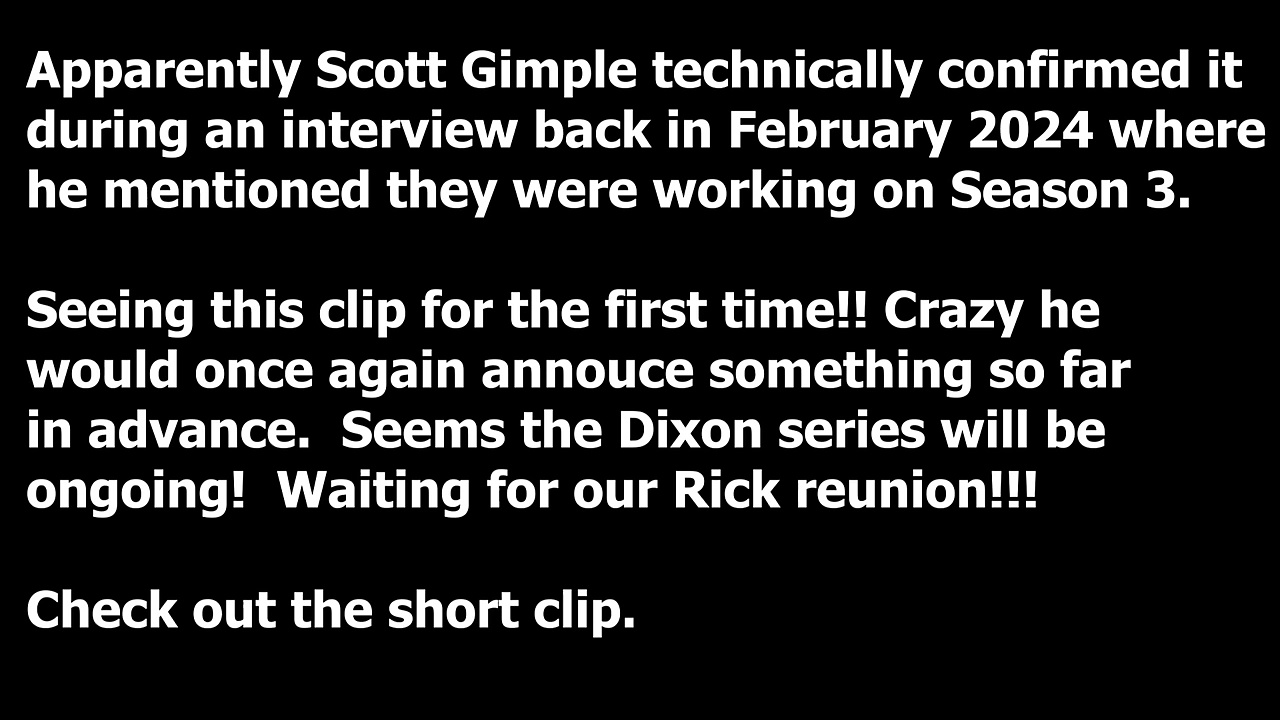 Apparently Scott Gimple technically confirmed it
during an interview back in February 2024 where
he mentioned they were working on Season 3.
Seeing this clip for the first time!! Crazy he
would once again annouce something so far
in advance.  Seems the Dixon series will be
ongoing!  Waiting for our Rick reunion!!!
Check out the short clip.